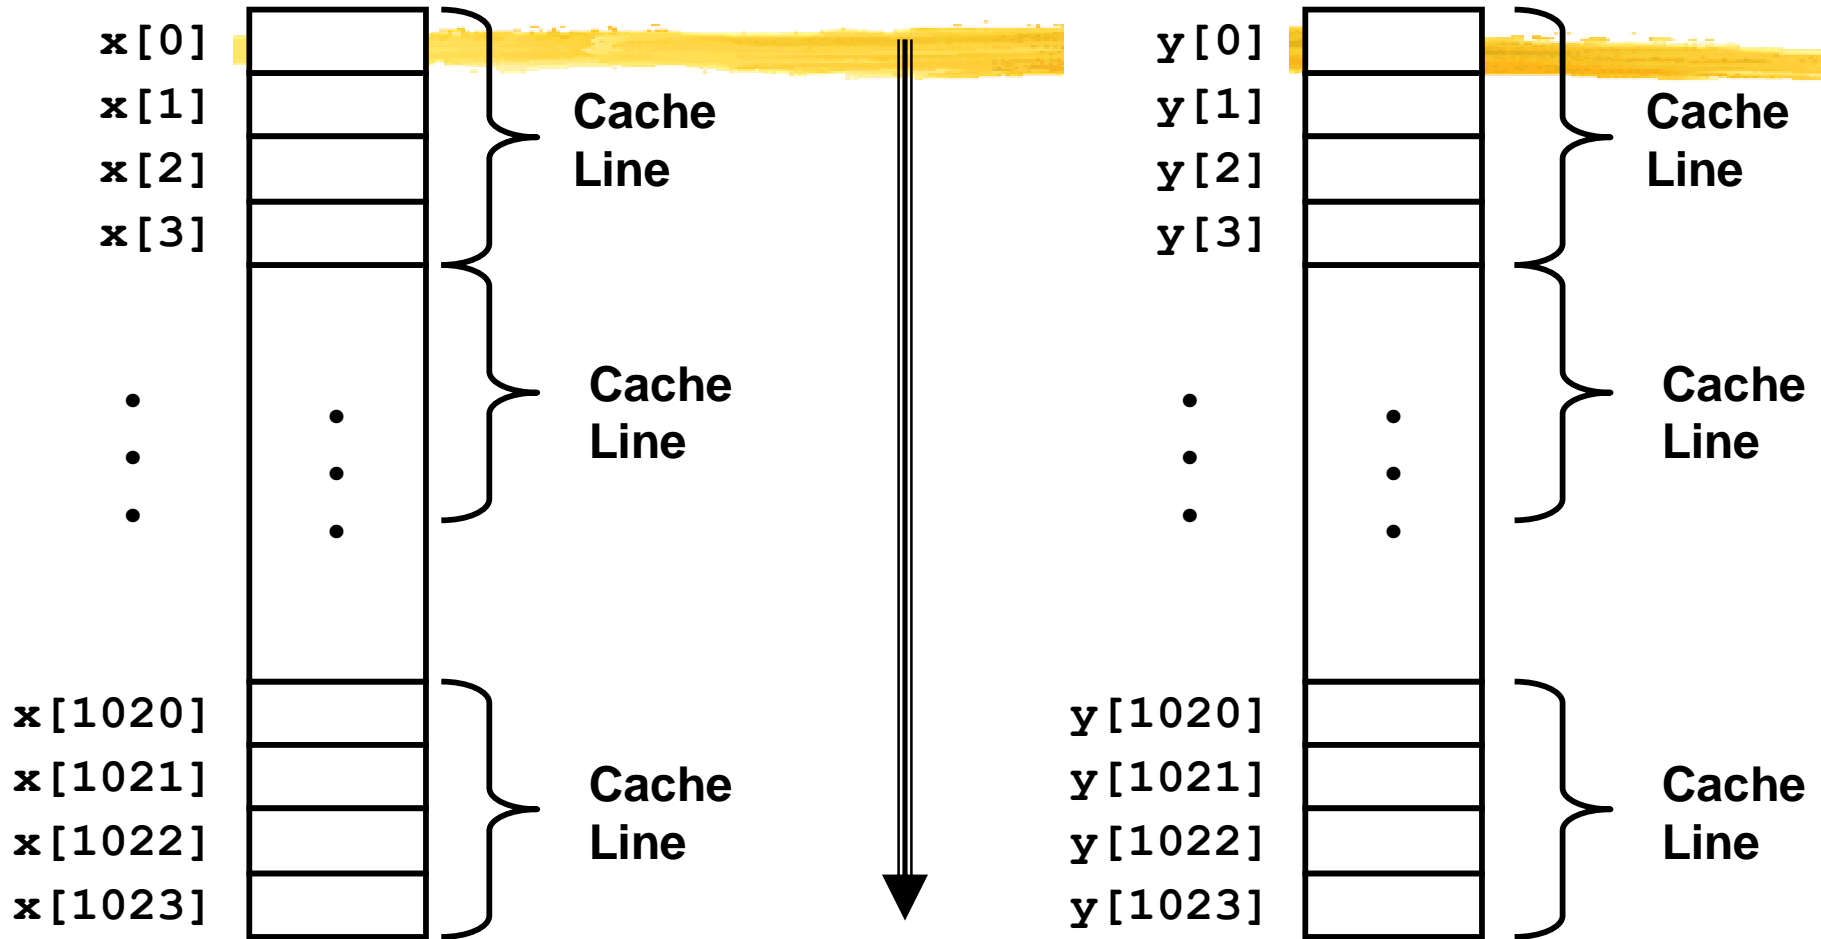 x[0]
x[1]
x[2]
x[3]
Cache
Line
Cache
Line
x[1020]
x[1021]
x[1022]
x[1023]
Cache
Line
y[0]
y[1]
y[2]
y[3]
Cache
Line
Cache
Line
y[1020]
y[1021]
y[1022]
y[1023]
Cache
Line